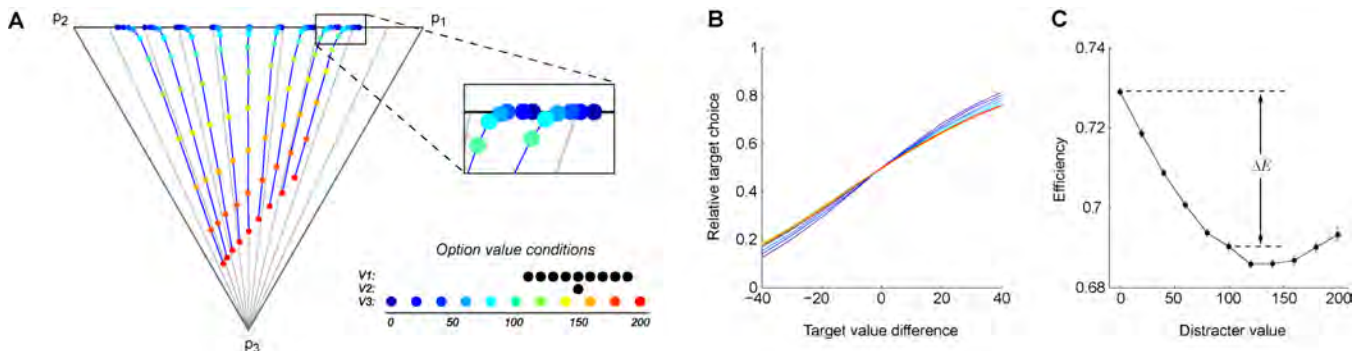 A
p2
p1
p3
Option value conditions
V1:
V2:
V3:
0 50 100 150 200
B
Relative target choice
1
0.8
0.6
0.4
0.2
0
−40 −20 0 20 40
Target value difference
C
Efficiency
0.74
0.72
0.7
0.68
ΔE
0 50 100 150 200
Distracter value